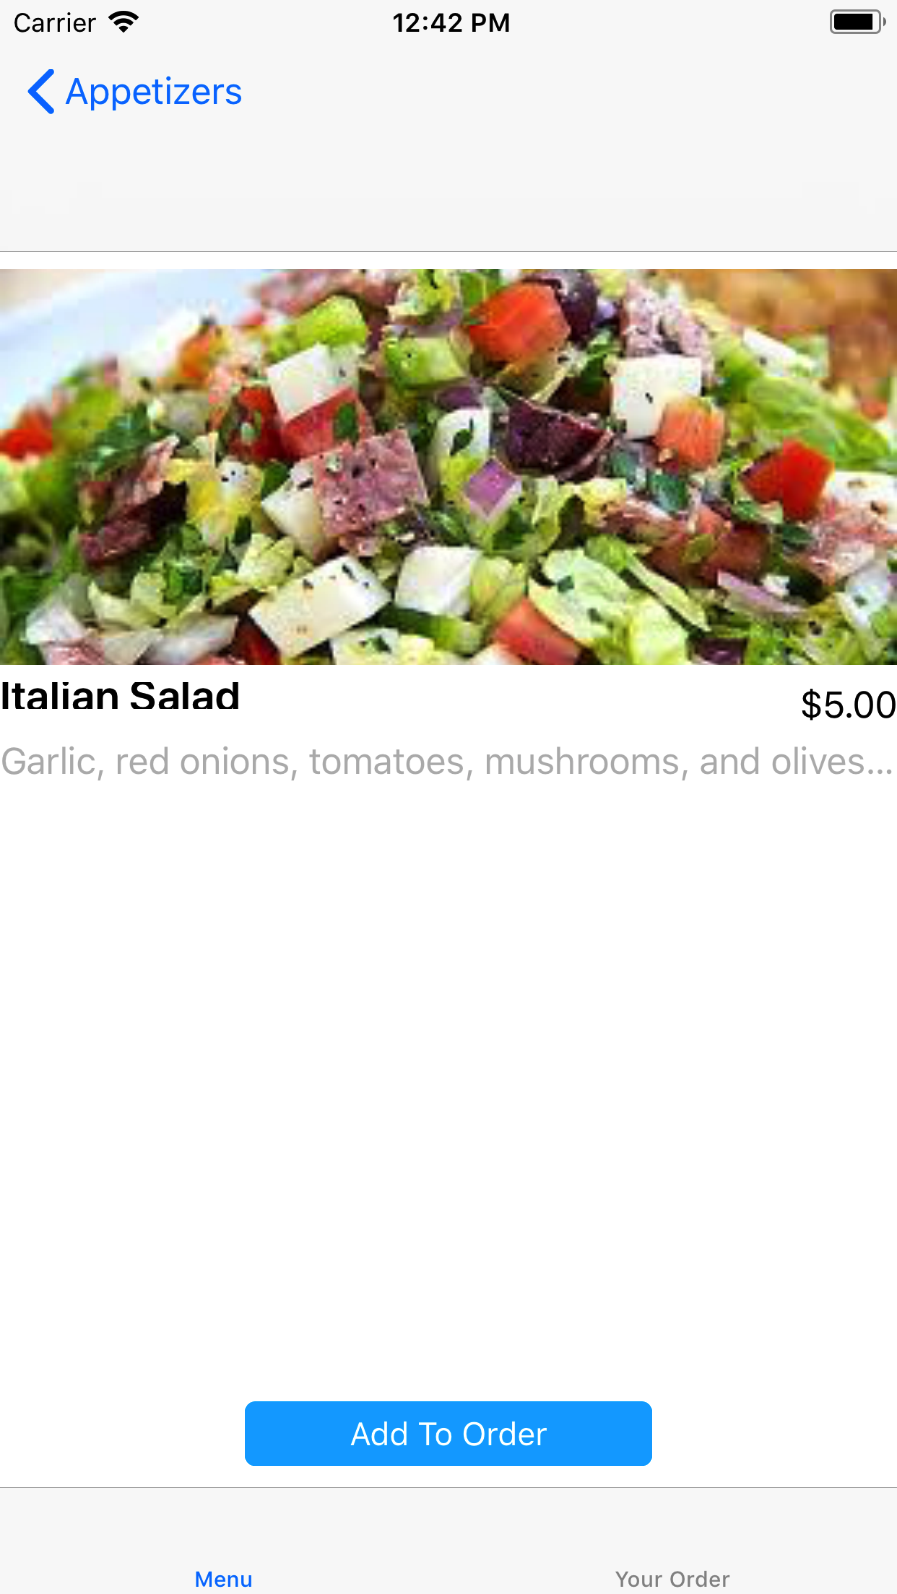 Carrier 12:42 PM
Appetizers
Italian Salad $5.00
Garlic, red onions, tomatoes, mushrooms, and olives...
Add To Order
Menu Your Order